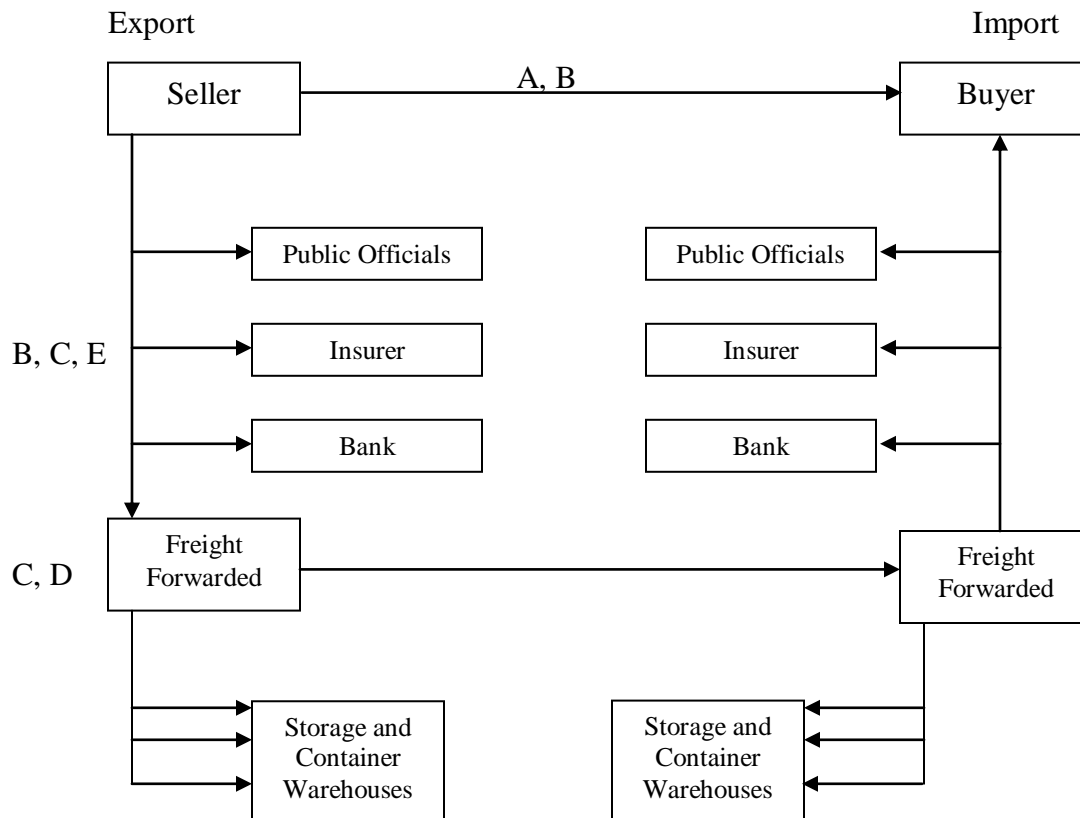 Export
Import
Seller
A, B
Buyer
Public Officials
Public Officials
B, C, E
Insurer
Insurer
Bank
Bank
C, D
Freight
Forwarded
Freight
Forwarded
Storage and
Container
Warehouses
Storage and
Container
Warehouses